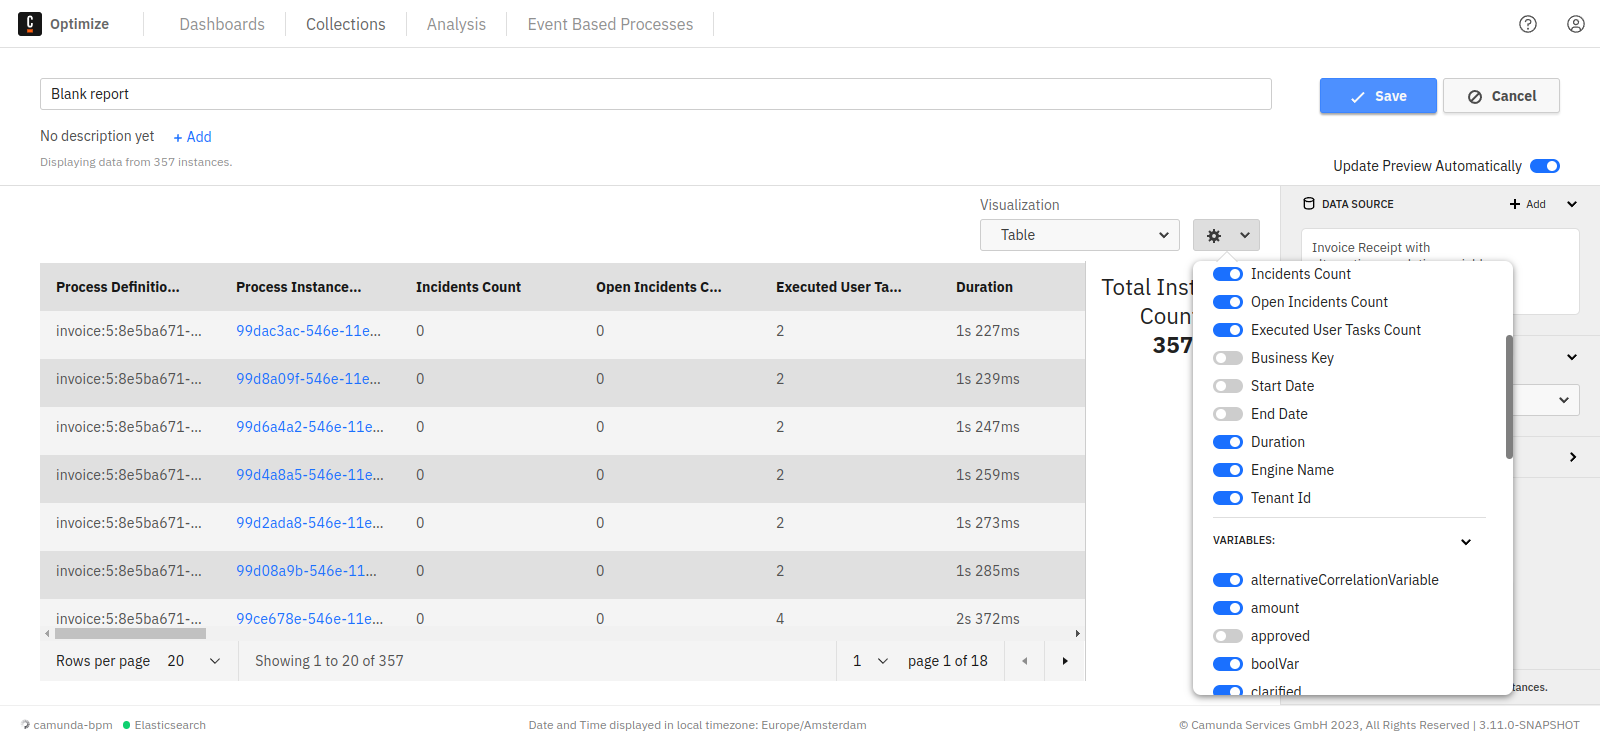 Optimize
Dashboards
Collections
Analysis
Event Based Processes
Blank report
Save
Cancel
No description yet
+ Add
Displaying data from 357 instances.
Update Preview Automatically
Visualization
Table
DATA SOURCE
+ Add
Invoice Receipt with
Process Definitio... Process Instance... Incidents Count Open Incidents C... Executed User Ta... Duration
invoice:5:8e5ba671-... 99dac3ac-546e-11e... 0 0 2 1s 227ms
invoice:5:8e5ba671-... 99d8a09f-546e-11e... 0 0 2 1s 239ms
invoice:5:8e5ba671-... 99d6a4a2-546e-11e... 0 0 2 1s 247ms
invoice:5:8e5ba671-... 99d4a8a5-546e-11e... 0 0 2 1s 259ms
invoice:5:8e5ba671-... 99d2ada8-546e-11e... 0 0 2 1s 273ms
invoice:5:8e5ba671-... 99d08a9b-546e-11... 0 0 2 1s 285ms
invoice:5:8e5ba671-... 99ce678e-546e-11e... 0 0 4 2s 372ms
Rows per page 20
Showing 1 to 20 of 357
1
page 1 of 18
Total Inst
Coun
357
Incidents Count
Open Incidents Count
Executed User Tasks Count
Business Key
Start Date
End Date
Duration
Engine Name
Tenant Id
VARIABLES:
alternativeCorrelationVariable
amount
approved
boolVar
clarified
tances.
camunda-bpm
Elasticsearch
Date and Time displayed in local timezone: Europe/Amsterdam
© Camunda Services GmbH 2023, All Rights Reserved | 3.11.0-SNAPSHOT